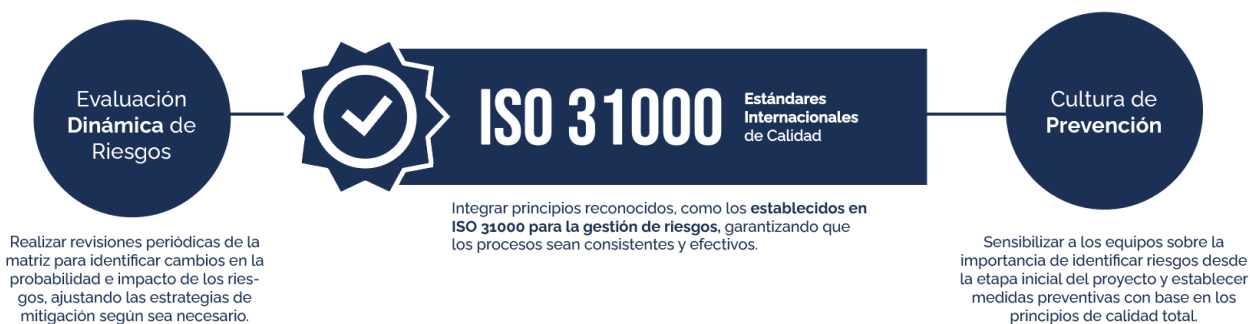 Evaluación
Dinámica de
Riesgos
Realizar revisiones periódicas de la
matriz para identificar cambios en la
probabilidad e impacto de los ries-
gos, ajustando las estrategias de
mitigación según sea necesario.
ISO 31000
Estándares
Internacionales
de Calidad
Integrar principios reconocidos, como los establecidos en
ISO 31000 para la gestión de riesgos, garantizando que
los procesos sean consistentes y efectivos.
Cultura de
Prevención
Sensibilizar a los equipos sobre la
importancia de identificar riesgos desde
la etapa inicial del proyecto y establecer
medidas preventivas con base en los
principios de calidad total.